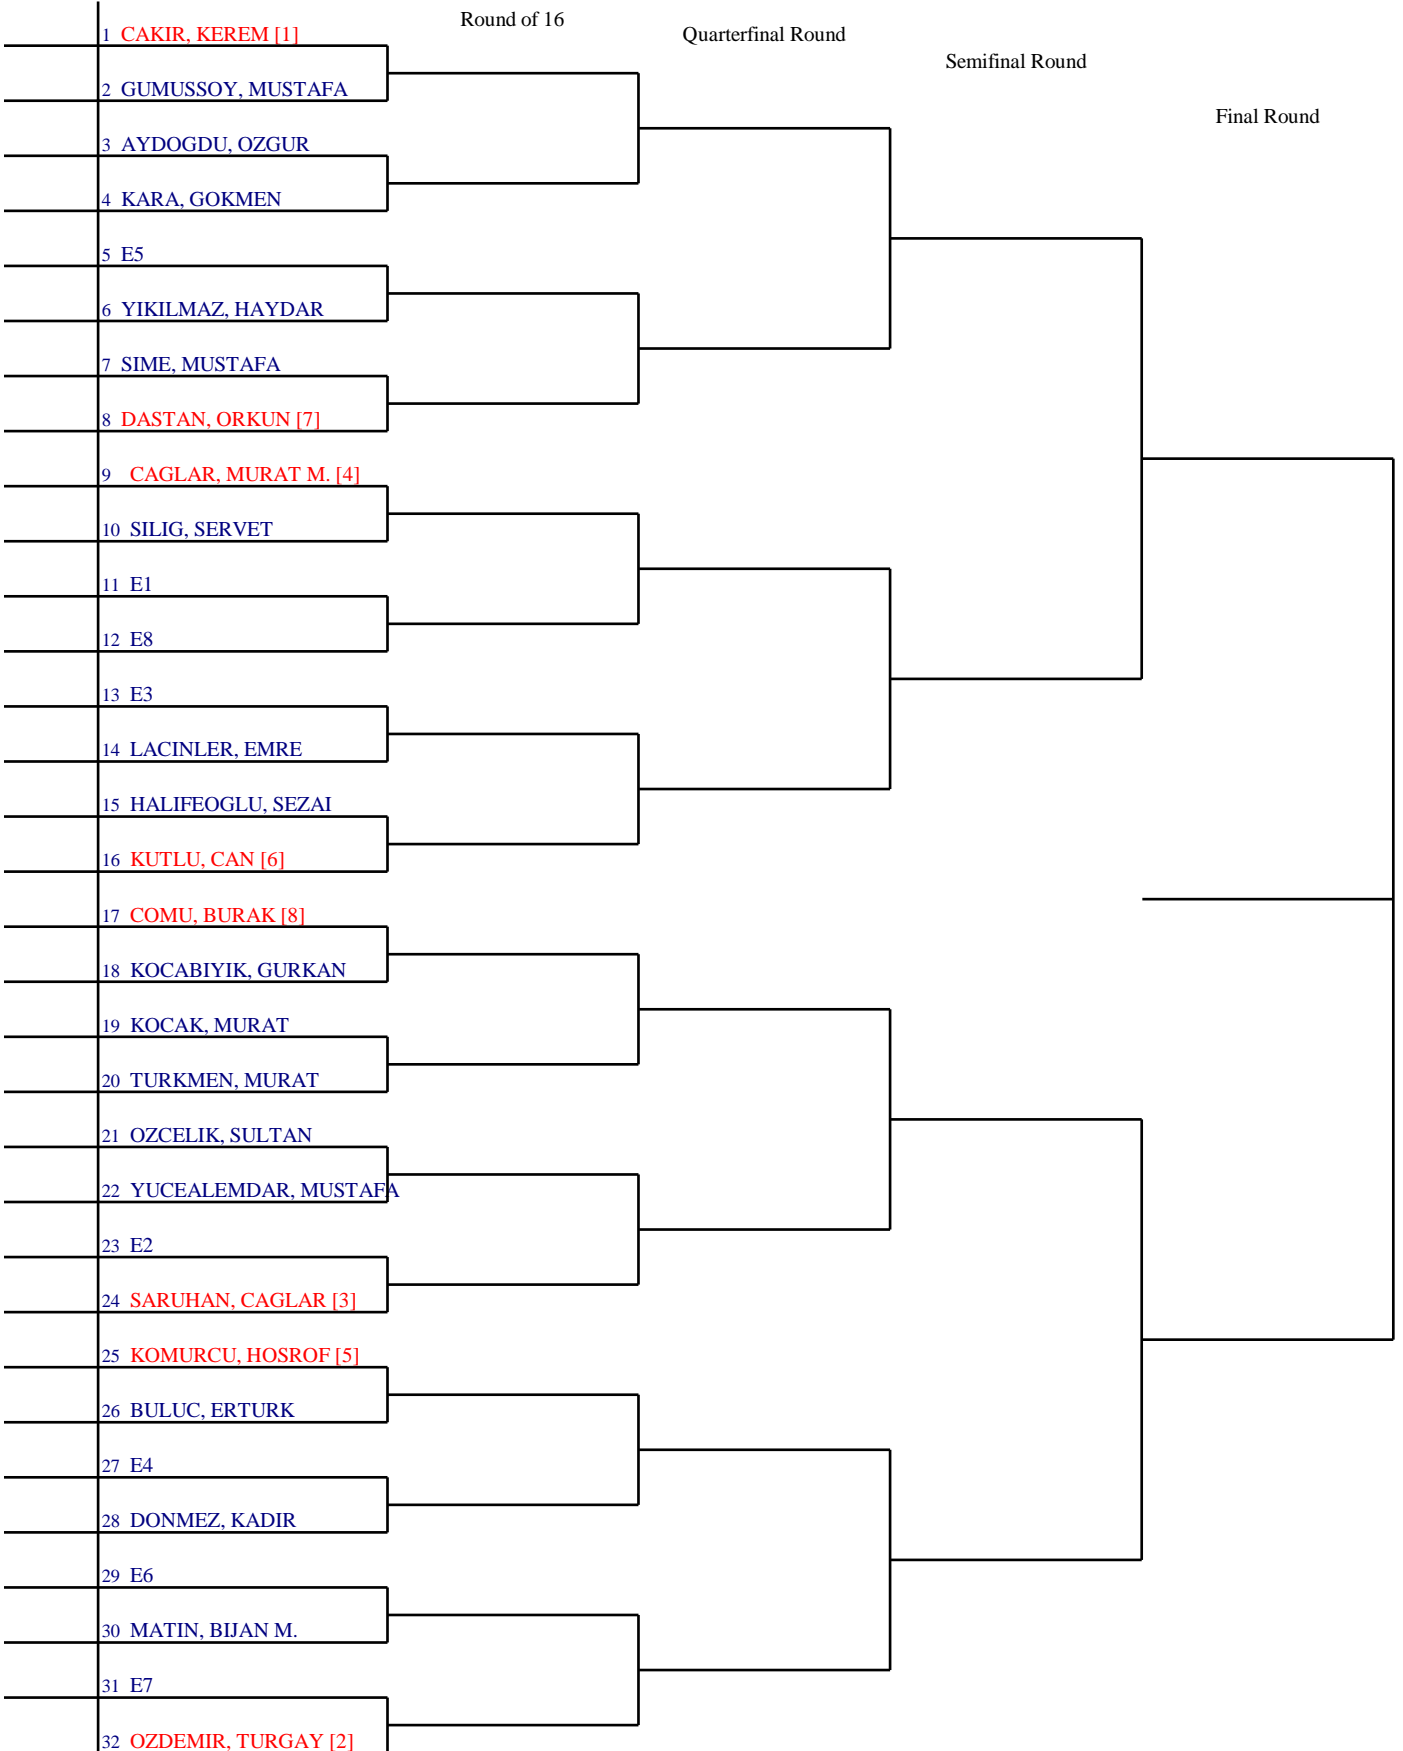 Round of 16
Quarterfinal Round
Semifinal Round
Final Round
1 CAKIR, KEREM [1]
2 GUMUSSOY, MUSTAFA
3 AYDOGDU, OZGUR
4 KARA, GOKMEN
5 E5
6 YIKILMAZ, HAYDAR
7 SIME, MUSTAFA
8 DASTAN, ORKUN [7]
9 CAGLAR, MURAT M. [4]
10 SILIG, SERVET
11 E1
12 E8
13 E3
14 LACINLER, EMRE
15 HALIFEOGLU, SEZAI
16 KUTLU, CAN [6]
17 COMU, BURAK [8]
18 KOCABIYIK, GURKAN
19 KOCAK, MURAT
20 TURKMEN, MURAT
21 OZCELIK, SULTAN
22 YUCEALEMDAR, MUSTAFA
23 E2
24 SARUHAN, CAGLAR [3]
25 KOMURCU, HOSROF [5]
26 BULUC, ERTURK
27 E4
28 DONMEZ, KADIR
29 E6
30 MATIN, BIJAN M.
31 E7
32 OZDEMIR, TURGAY [2]